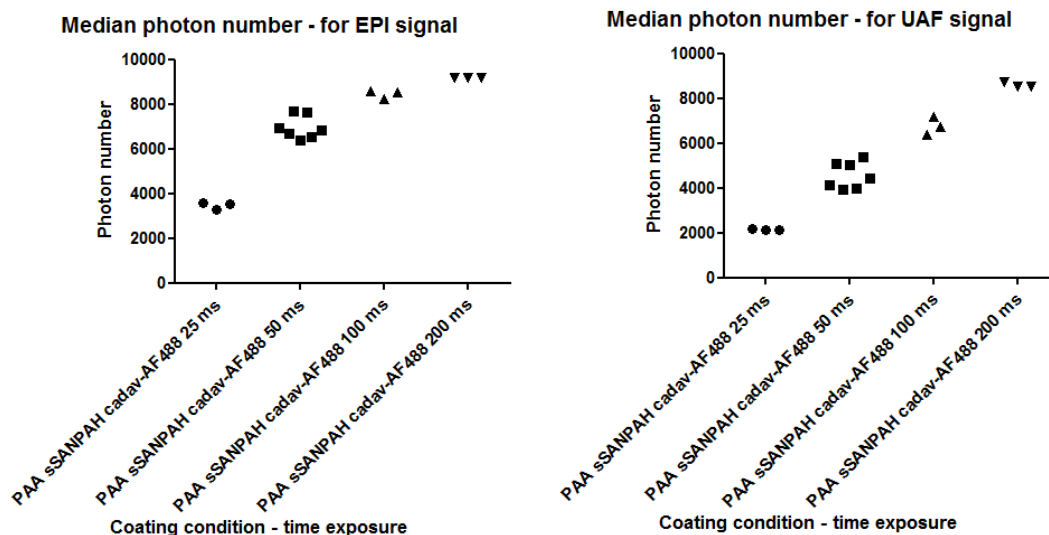 Median photon number - for EPI signal
10000
8000
6000
4000
2000
0
Photon number
PAA sSANPAH cadav-AF488 25 ms
PAA sSANPAH cadav-AF488 50 ms
PAA sSANPAH cadav-AF488 100 ms
PAA sSANPAH cadav-AF488 200 ms
Coating condition - time exposure
Median photon number - for UAF signal
10000
8000
6000
4000
2000
0
Photon number
PAA sSANPAH cadav-AF488 25 ms
PAA sSANPAH cadav-AF488 50 ms
PAA sSANPAH cadav-AF488 100 ms
PAA sSANPAH cadav-AF488 200 ms
Coating condition - time exposure